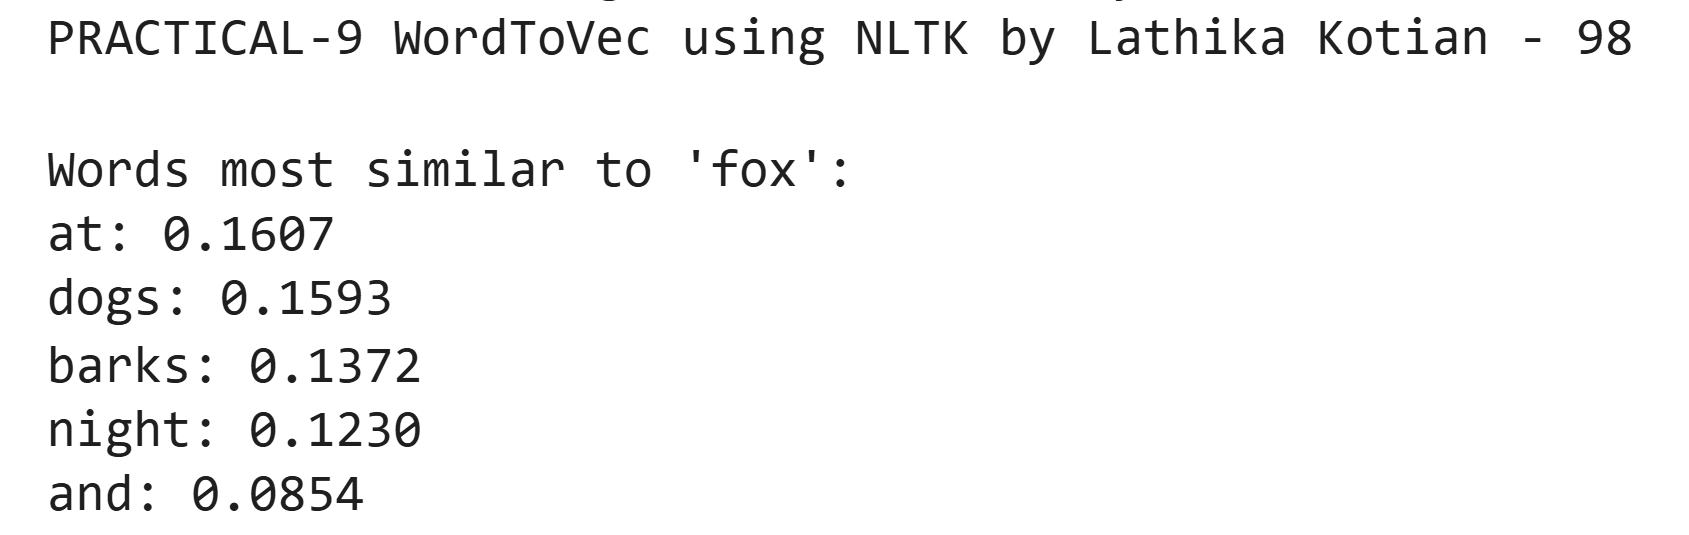 PRACTICAL-9 WordToVec using NLTK by Lathika Kotian - 98
Words most similar to 'fox':
at: 0.1607
dogs: 0.1593
barks: 0.1372
night: 0.1230
and: 0.0854